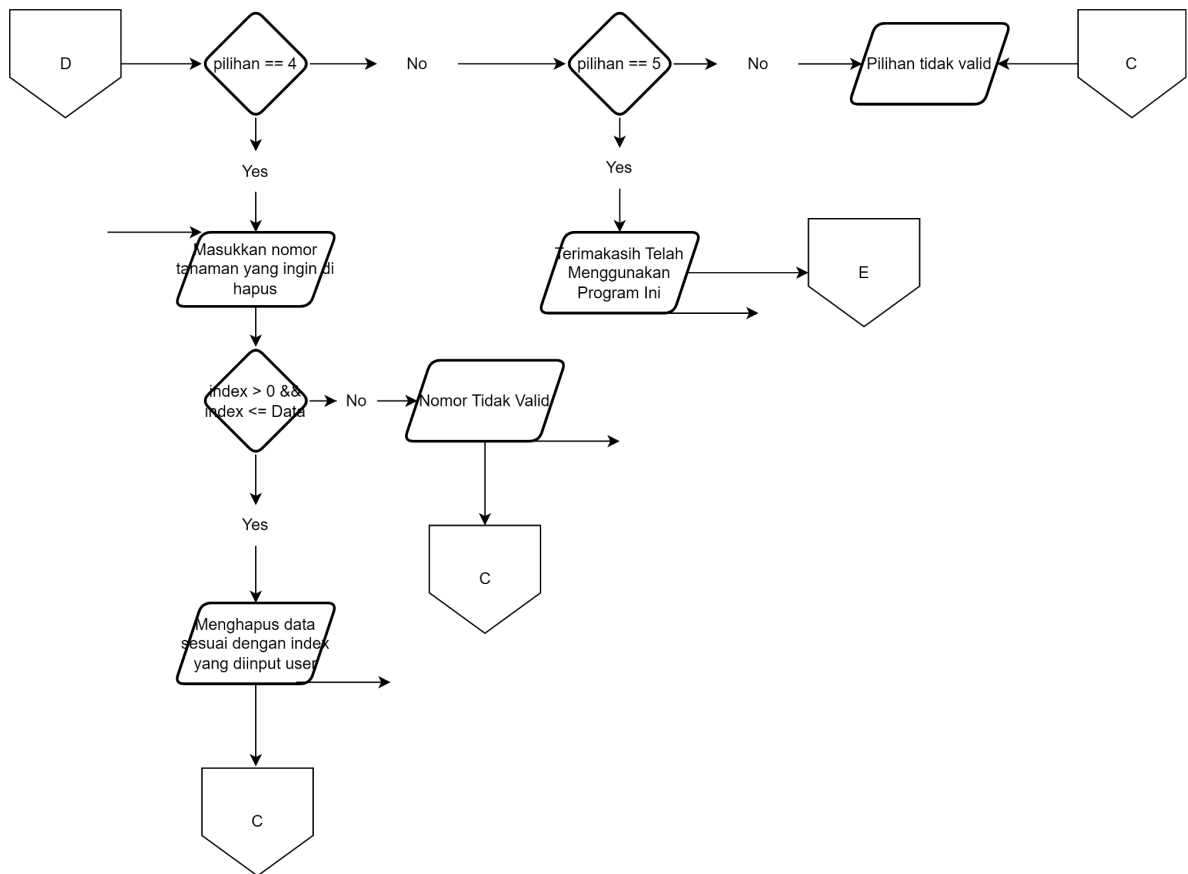 D
pilihan == 4
No
pilihan == 5
No
Pilihan tidak valid
C
Yes
Yes
Masukkan nomor
tanaman yang ingin di
hapus
Terimakasih Telah
Menggunakan
Program Ini
E
index > 0 &&
index <= Data
No
Nomor Tidak Valid
Yes
C
Menghapus data
sesuai dengan index
yang diinput user
C